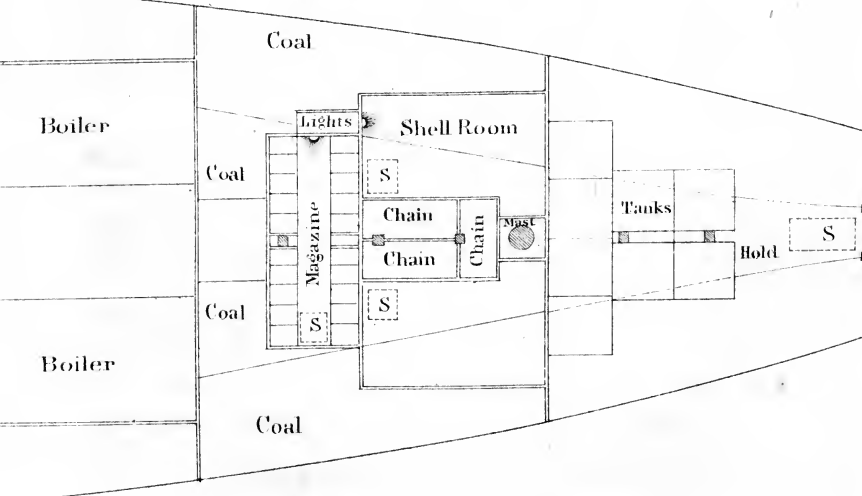 Coal
Boiler
Lights
Shell Room
Coal
S
Chain
Magazine
Chain
Mast
Tanks
S
Chain
Hold
S
Coal
S
Boiler
Coal